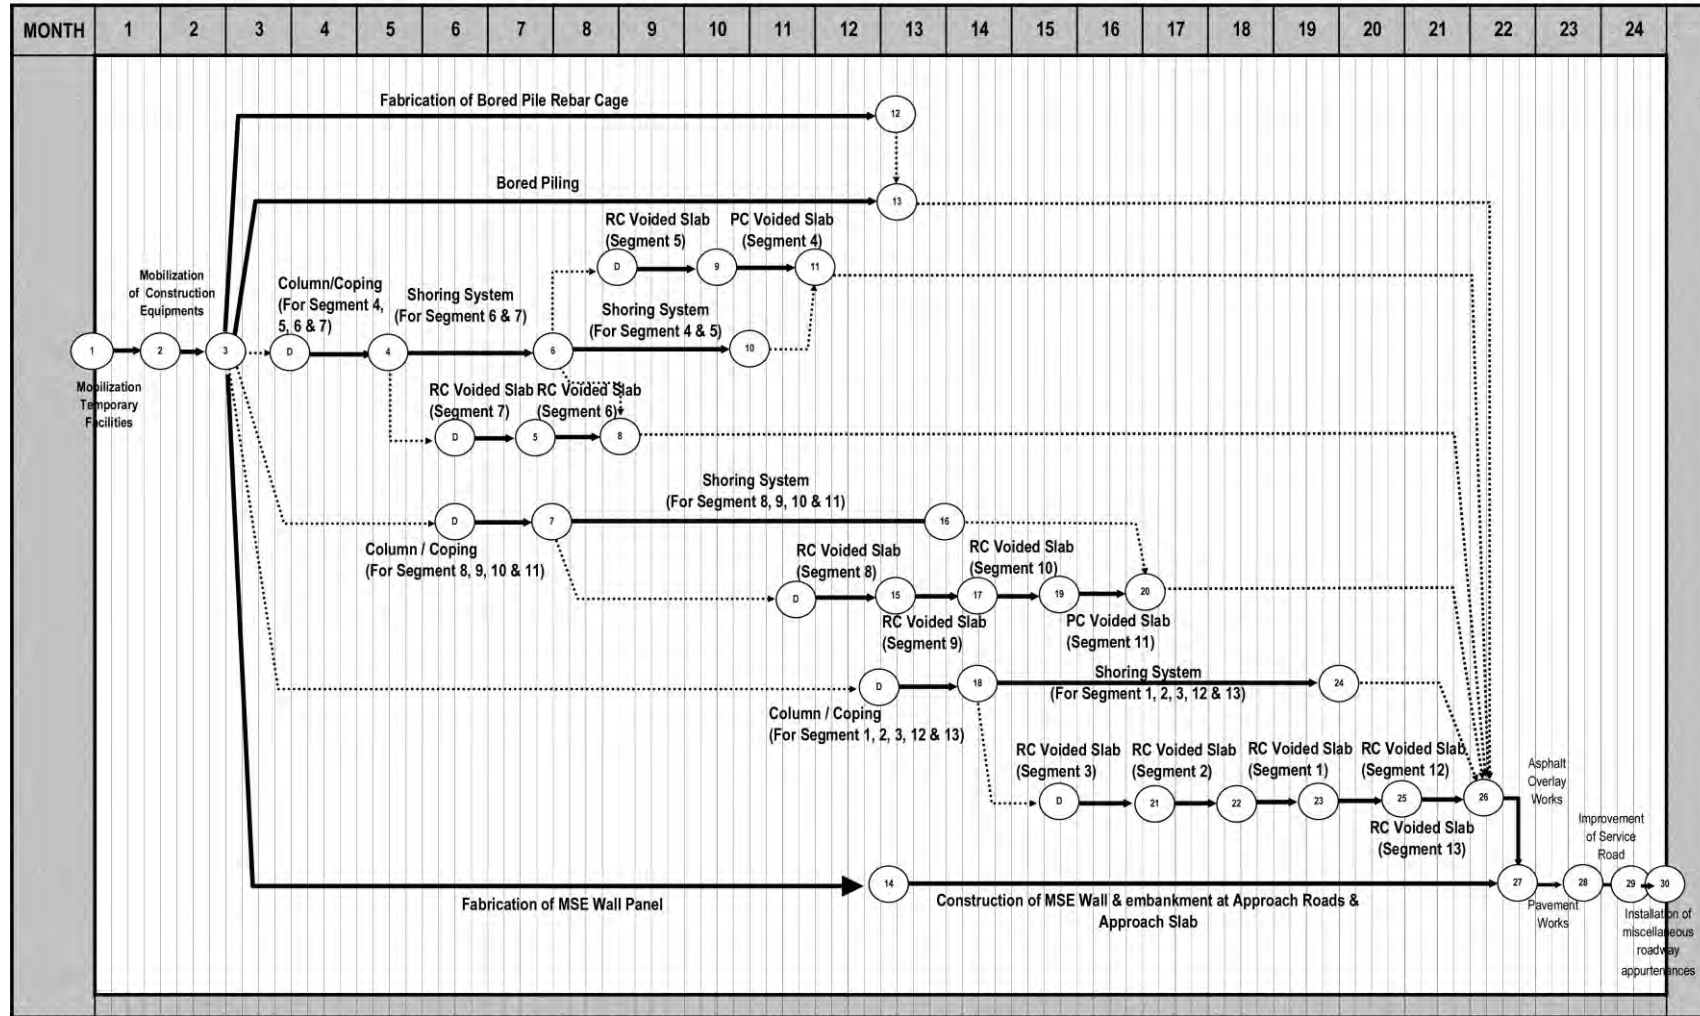 MONTH 1 2 3 4 5 6 7 8 9 10 11 12 13 14 15 16 17 18 19 20 21 22 23 24
Fabrication of Bored Pile Rebar Cage
12
Bored Piling
13
RC Voided Slab
(Segment 5)
PC Voided Slab
(Segment 4)
D
9
11
Mobilization
of Construction
Equipments
Column/Coping
(For Segment 4,
5, 6 & 7)
Shoring System
(For Segment 6 & 7)
Shoring System
(For Segment 4 & 5)
1
2
3
D
4
6
10
Mobilization
Temporary
Facilities
RC Voided Slab
(Segment 7)
RC Voided Slab
(Segment 6)
D
5
8
Shoring System
(For Segment 8, 9, 10 & 11)
D
7
16
Column / Coping
(For Segment 8, 9, 10 & 11)
RC Voided Slab
(Segment 8)
RC Voided Slab
(Segment 10)
D
15
17
19
20
RC Voided Slab
(Segment 9)
PC Voided Slab
(Segment 11)
Shoring System
(For Segment 1, 2, 3, 12 & 13)
D
18
24
Column / Coping
(For Segment 1, 2, 3, 12 & 13)
RC Voided Slab
(Segment 3)
RC Voided Slab
(Segment 2)
RC Voided Slab
(Segment 1)
RC Voided Slab
(Segment 12)
Asphalt
Overlay
Works
D
21
22
23
25
26
RC Voided Slab
(Segment 13)
Improvement
of Service
Road
14
27
28
29
30
Fabrication of MSE Wall Panel
Construction of MSE Wall & embankment at Approach Roads &
Approach Slab
Pavement
Works
Installation of
miscellaneous
roadway
appurtenances